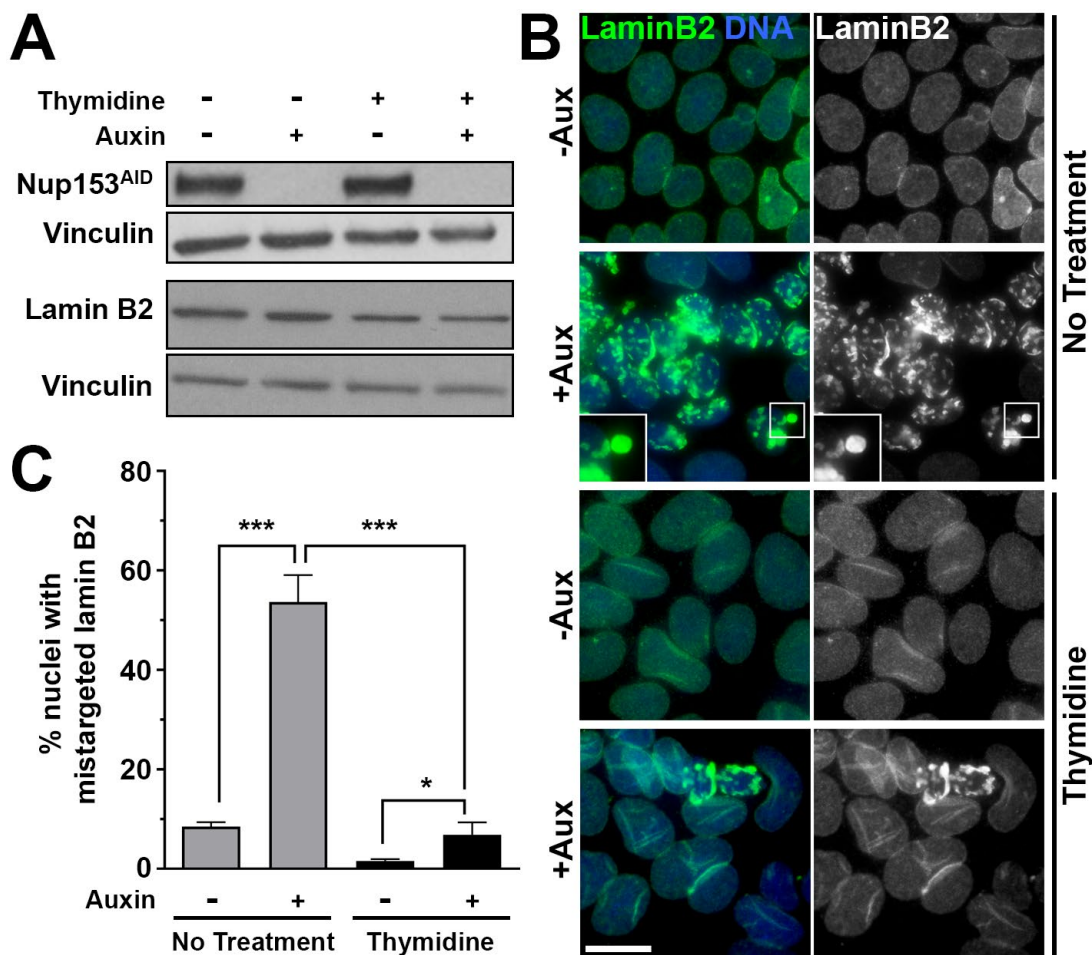 A
Thymidine - - + +
Auxin - + - +
Nup153AID
Vinculin
Lamin B2
Vinculin
B
LaminB2 DNA
LaminB2
-Aux
+Aux
No Treatment
-Aux
+Aux
Thymidine
C
% nuclei with
mistargeted lamin B2
80
60
40
20
0
*** ***
*
Auxin - + - +
No Treatment Thymidine